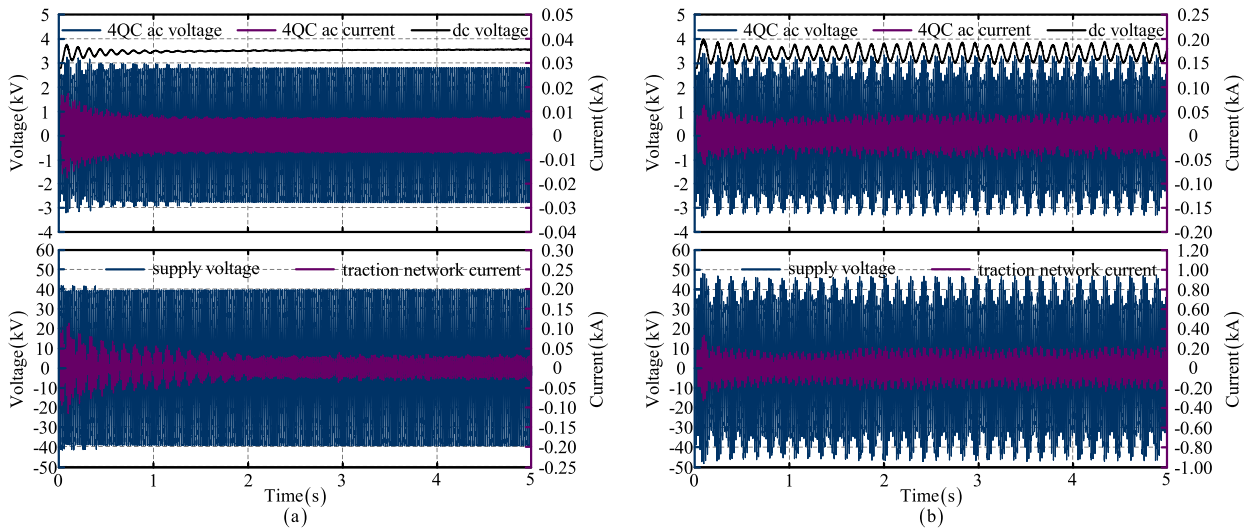 4QC ac voltage 4QC ac current dc voltage
5 4 3 2 1 0 -1 -2 -3 -4
Voltage(kV)
0.05 0.04 0.03 0.02 0.01 0 -0.01 -0.02 -0.03 -0.04
Current(kA)
supply voltage traction network current
60 50 40 30 20 10 0 -10 -20 -30 -40 -50
Voltage(kV)
0.30 0.25 0.20 0.15 0.10 0.05 0 -0.05 -0.10 -0.15 -0.20 -0.25
Current(kA)
0 1 2 3 4 5
Time(s)
(a)
4QC ac voltage 4QC ac current dc voltage
5 4 3 2 1 0 -1 -2 -3 -4
Voltage(kV)
0.25 0.20 0.15 0.10 0.05 0 -0.05 -0.10 -0.15 -0.20
Current(kA)
supply voltage traction network current
60 50 40 30 20 10 0 -10 -20 -30 -40 -50
Voltage(kV)
1.20 1.00 0.80 0.60 0.40 0.20 0 -0.20 -0.40 -0.60 -0.80 -1.00
Current(kA)
0 1 2 3 4 5
Time(s)
(b)